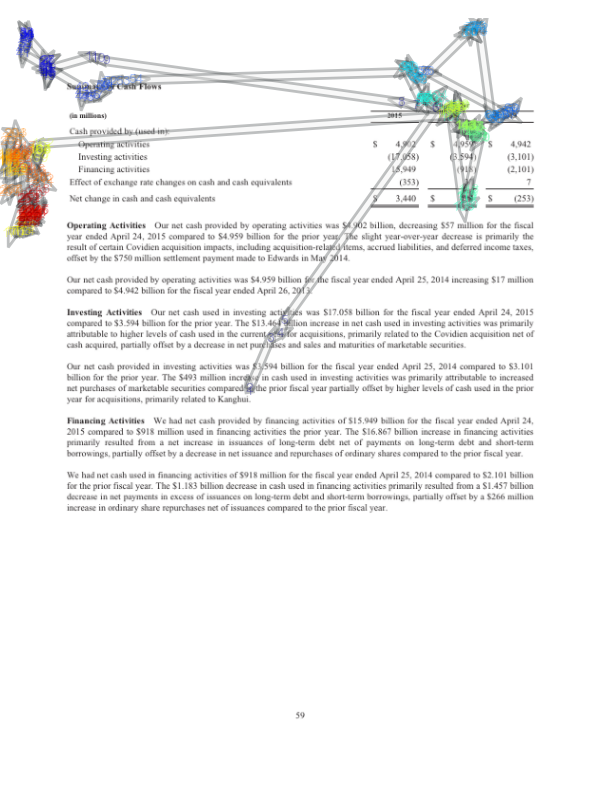 Cash Flows
(in millions) 2015
Cash provided by (used in):
Operating activities $ 4,902 $ 4,959 $ 4,942
Investing activities (17,058) (3,594) (3,101)
Financing activities 15,949 (918) (2,101)
Effect of exchange rate changes on cash and cash equivalents (353) 7
Net change in cash and cash equivalents $ 3,440 $ $ (253)
Operating Activities Our net cash provided by operating activities was $4.902 billion, decreasing $57 million for the fiscal
year ended April 24, 2015 compared to $4.959 billion for the prior year. The slight year-over-year decrease is primarily the
result of certain Covidien acquisition impacts, including acquisition-related items, accrued liabilities, and deferred income taxes,
offset by the $750 million settlement payment made to Edwards in May 2014.
Our net cash provided by operating activities was $4.959 billion for the fiscal year ended April 25, 2014 increasing $17 million
compared to $4.942 billion for the fiscal year ended April 26, 2013.
Investing Activities Our net cash used in investing activities was $17.058 billion for the fiscal year ended April 24, 2015
compared to $3.594 billion for the prior year. The $13.464 billion increase in net cash used in investing activities was primarily
attributable to higher levels of cash used in the current year for acquisitions, primarily related to the Covidien acquisition net of
cash acquired, partially offset by a decrease in net purchases and sales and maturities of marketable securities.
Our net cash provided in investing was $3.594 billion for the fiscal year ended April 25, 2014 compared to $3.101
billion for the prior year. The $493 million increase in cash used in investing activities was primarily attributable to increased
net purchases of marketable securities compared the prior year partially offset by higher levels of cash used in the prior
year for acquisitions, primarily related to Kanghui.
Financing Activities We had net cash provided by financing activities of $15.949 billion for the fiscal year ended April 24,
2015 compared to $918 million used in financing activities the prior year. The $16.867 billion increase in financing activities
primarily resulted from a net increase in issuances of long-term debt net of payments on long-term debt and short-term
borrowings, partially offset by a decrease in net issuance and repurchases of ordinary shares compared to the prior fiscal year.
We had net cash used in financing activities of $918 million for the fiscal year ended April 25, 2014 compared to $2.101 billion
for the prior fiscal year. The $1.183 billion decrease in cash used in financing activities primarily resulted from a $1.457 billion
decrease in net payments in excess of issuances on long-term debt and short-term borrowings, partially offset by a $266 million
increase in ordinary share repurchases net of issuances compared to the prior fiscal year.
59